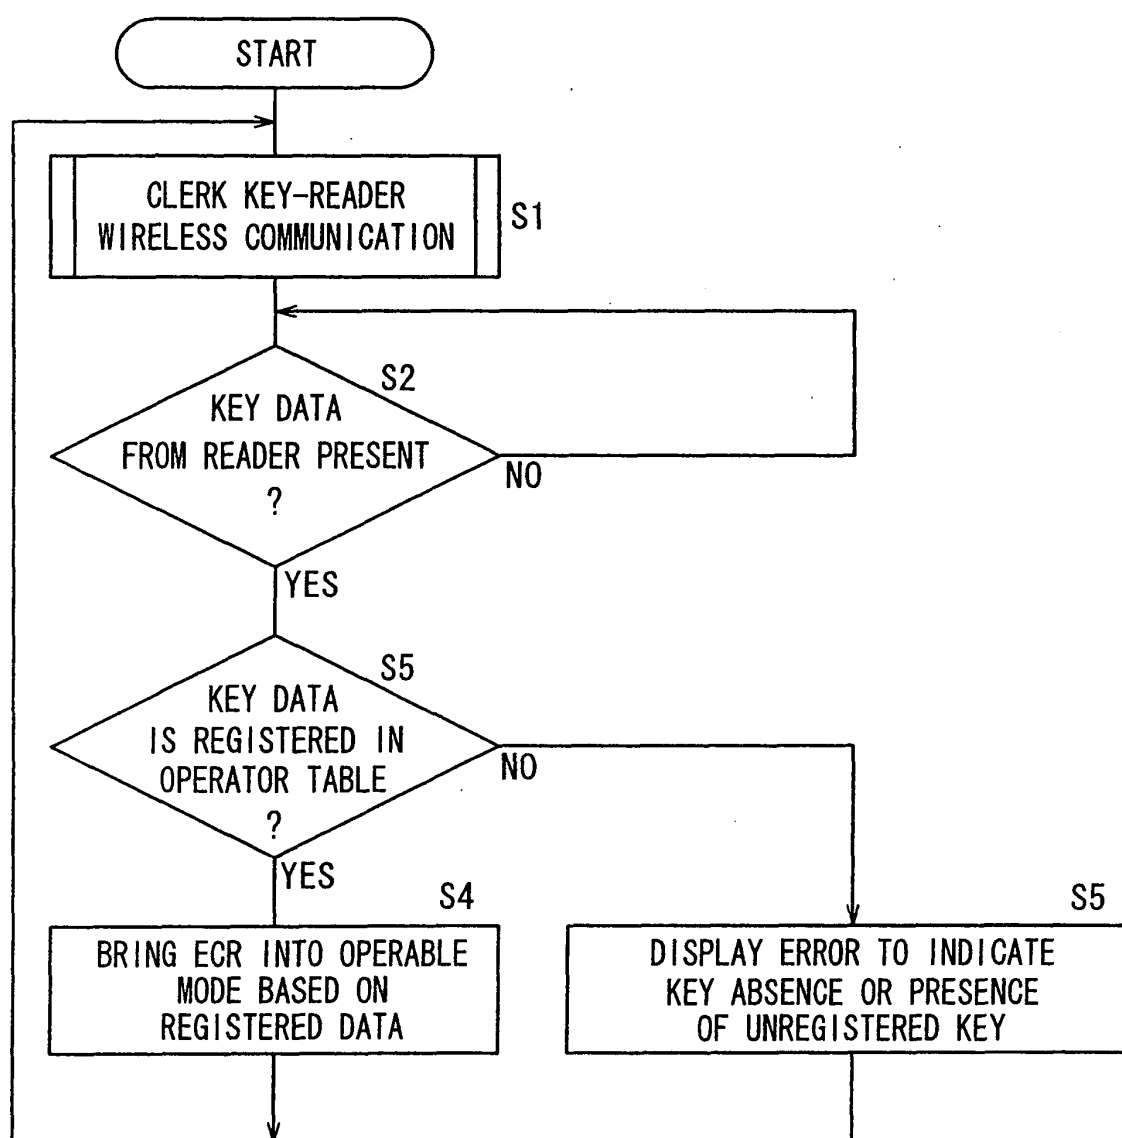 START
CLERK KEY-READER
WIRELESS COMMUNICATION
S1
S2
KEY DATA
FROM READER PRESENT
?
NO
YES
S5
KEY DATA
IS REGISTERED IN
OPERATOR TABLE
?
NO
YES
S4
BRING ECR INTO OPERABLE
MODE BASED ON
REGISTERED DATA
S5
DISPLAY ERROR TO INDICATE
KEY ABSENCE OR PRESENCE
OF UNREGISTERED KEY